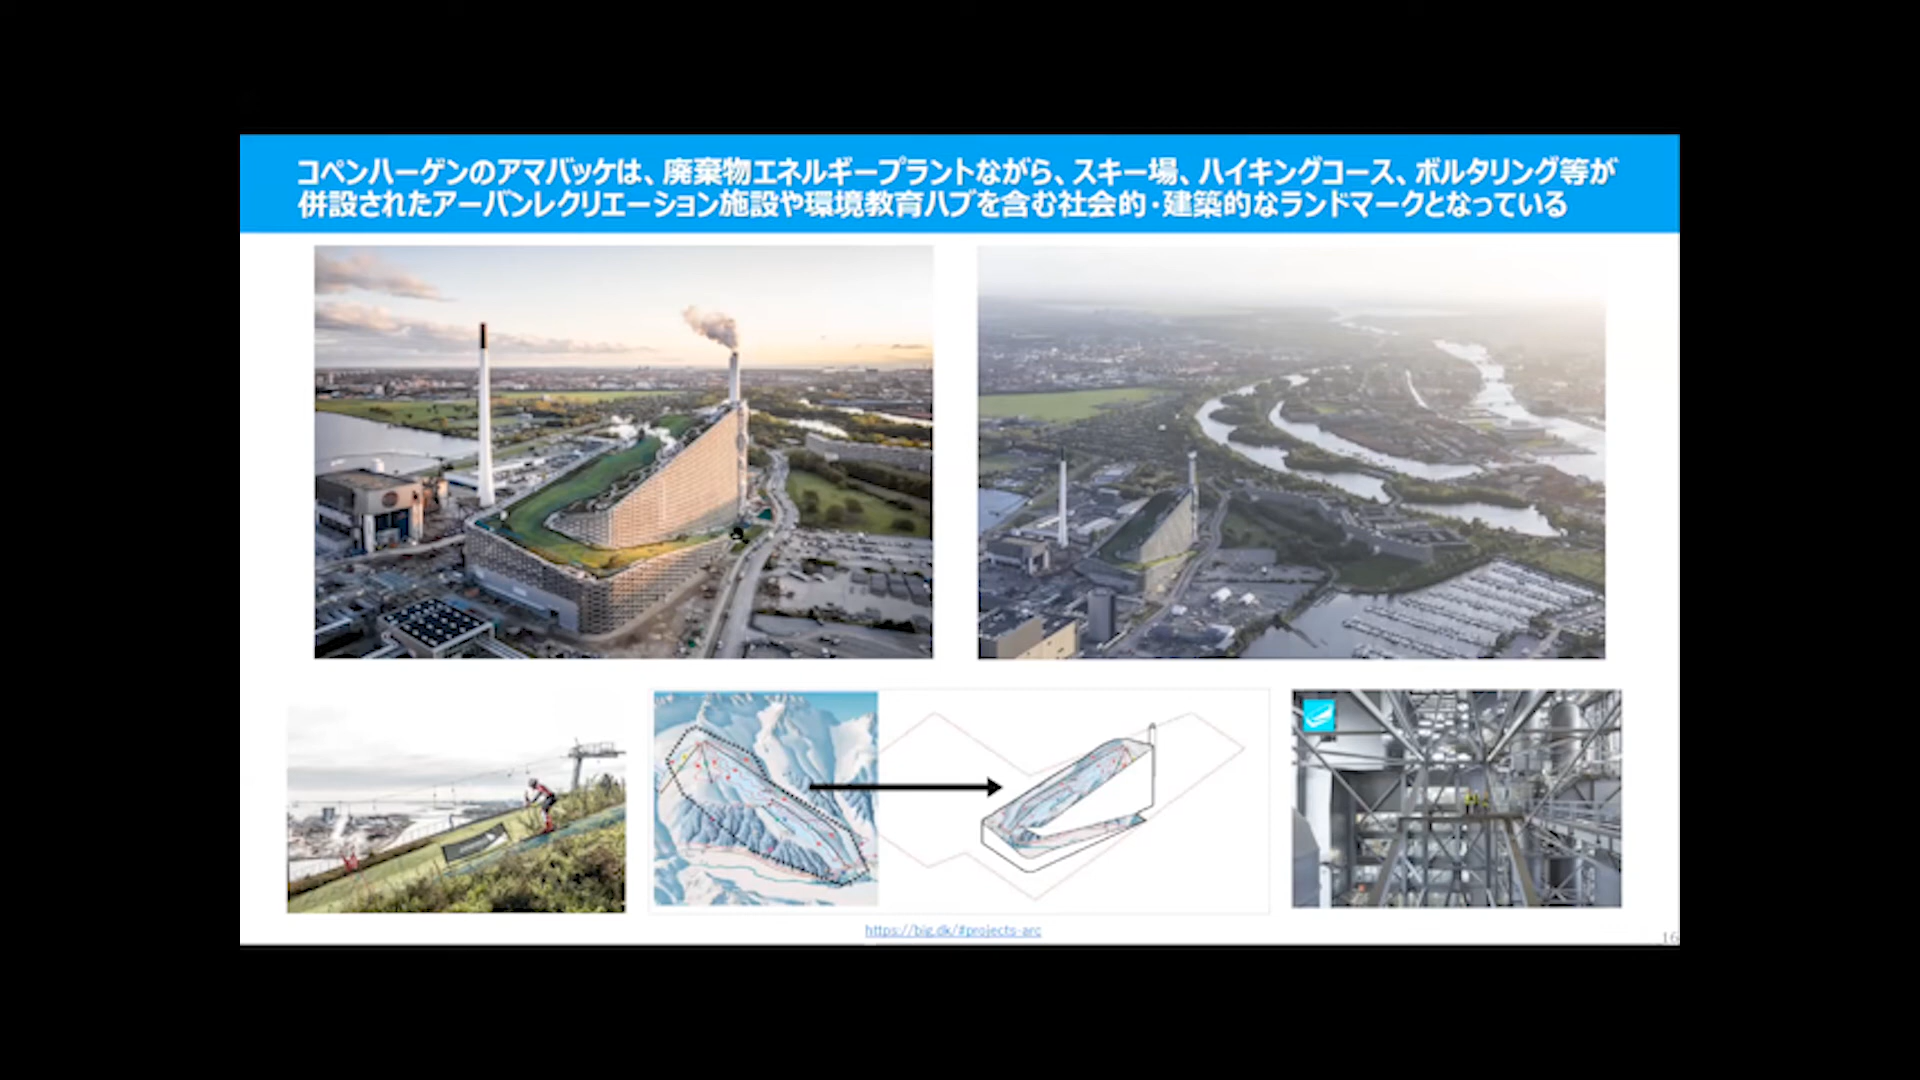 コペンハーゲンのアマバッケは、廃棄物エネルギープラントながら、スキー場、ハイキングコース、ボルタリング等が
併設されたアーバンレクリエーション施設や環境教育ハブを含む社会的・建築的なランドマークとなっている
https://big.dk/#projects-arc
16